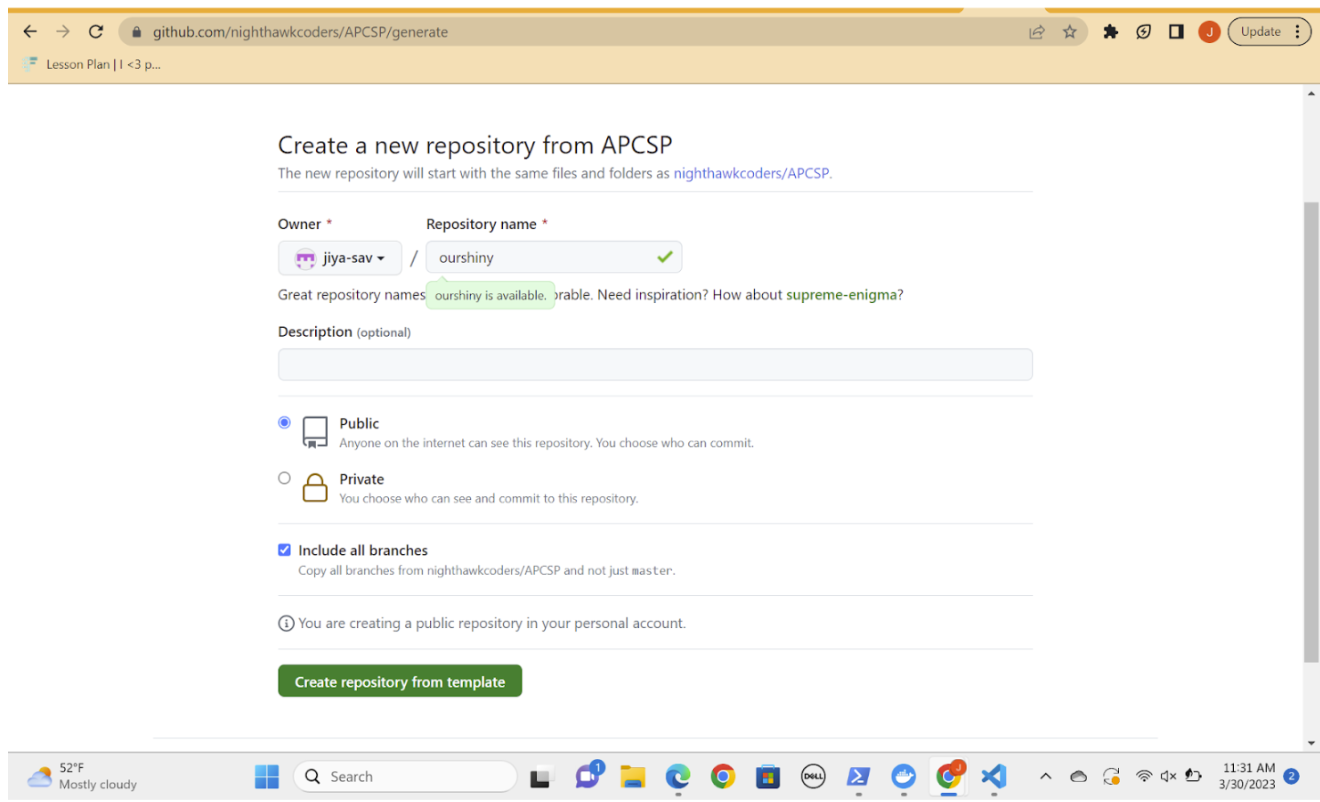 github.com/nighthawkcoders/APCSP/generate
J
Update
Lesson Plan | I <3 p...
Create a new repository from APCSP
The new repository will start with the same files and folders as nighthawkcoders/APCSP.
Owner * Repository name *
jiya-sav / ourshiny
Great repository names ourshiny is available. rable. Need inspiration? How about supreme-enigma?
Description (optional)
Public
Anyone on the internet can see this repository. You choose who can commit.
Private
You choose who can see and commit to this repository.
Include all branches
Copy all branches from nighthawkcoders/APCSP and not just master.
You are creating a public repository in your personal account.
Create repository from template
52°F
Mostly cloudy
Search
1
DELL
J
11:31 AM
3/30/2023
2